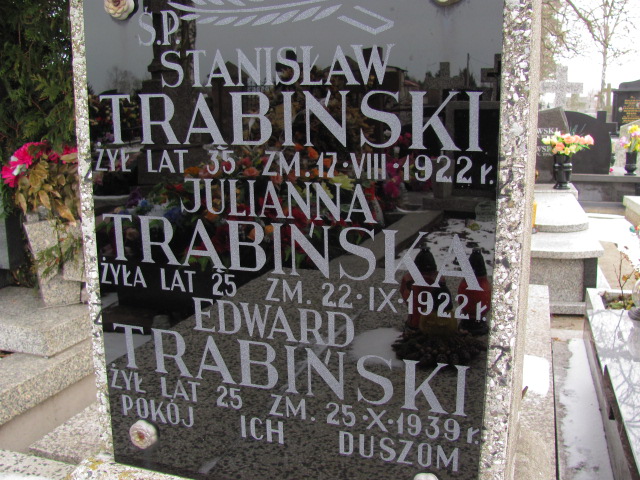 Ś.P.
STANISŁAW
TRĄBIŃSKI
ŻYŁ LAT 35 ZM. 17·VIII·1922 r.
JULIANNA
TRĄBIŃSKA
ŻYŁA LAT 25 ZM. 22·IX·1922 r.
EDWARD
TRĄBIŃSKI
ŻYŁ LAT 25 ZM. 25·X·1939 r.
POKÓJ ICH DUSZOM